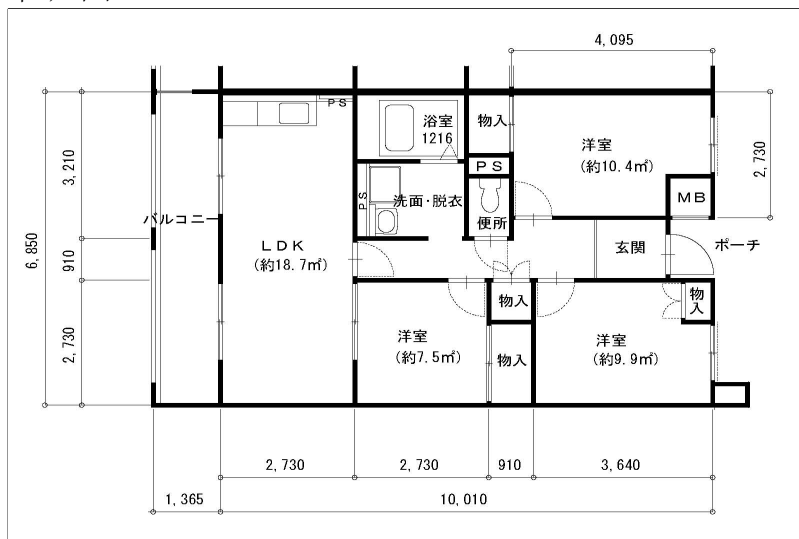 4,095
PS
浴室
1216
物入
洋室
(約10.4㎡)
3,210
2,730
PS
PS
洗面・脱衣
便所
MB
バルコニー
LDK
(約18.7㎡)
玄関
ポーチ
6,850
910
物入
物入
洋室
(約7.5㎡)
物入
洋室
(約9.9㎡)
2,730
2,730
2,730
910
3,640
1,365
10,010